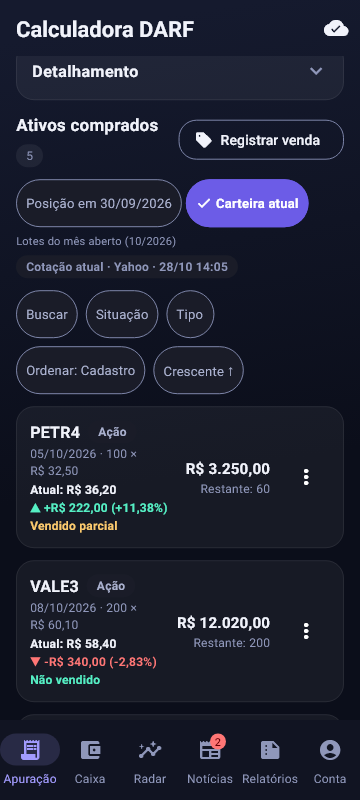 Calculadora DARF
Detalhamento
Ativos comprados
5
Registrar venda
Posição em 30/09/2026
Carteira atual
Lotes do mês aberto (10/2026)
Cotação atual · Yahoo · 28/10 14:05
Buscar
Situação
Tipo
Ordenar: Cadastro
Crescente ↑
PETR4
Ação
05/10/2026 · 100 ×
R$ 32,50
Atual: R$ 36,20
▲ +R$ 222,00 (+11,38%)
Vendido parcial
R$ 3.250,00
Restante: 60
VALE3
Ação
08/10/2026 · 200 ×
R$ 60,10
Atual: R$ 58,40
▼ -R$ 340,00 (-2,83%)
Não vendido
R$ 12.020,00
Restante: 200
Apuração
Caixa
Radar
2
Notícias
Relatórios
Conta